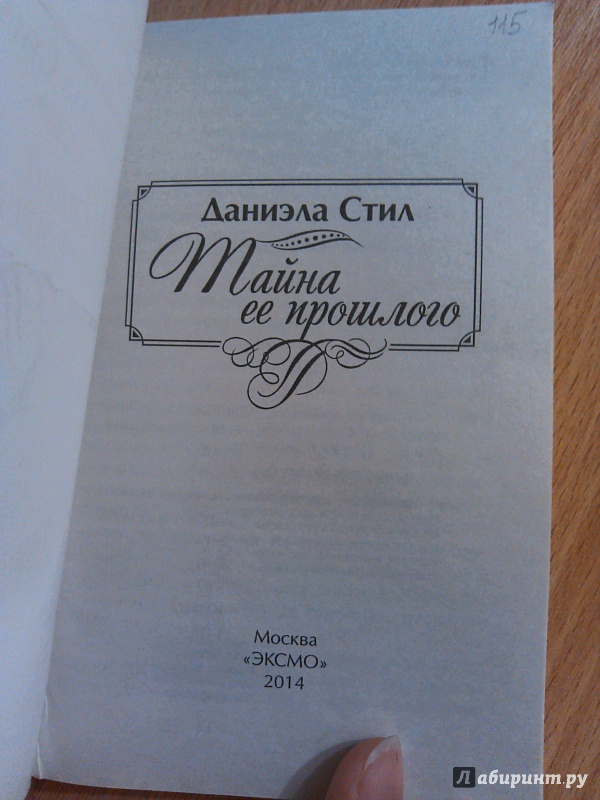 115
Даниэла Стил
Тайна
ее прошлого
Москва
«ЭКСМО»
2014
Лабиринт.ру